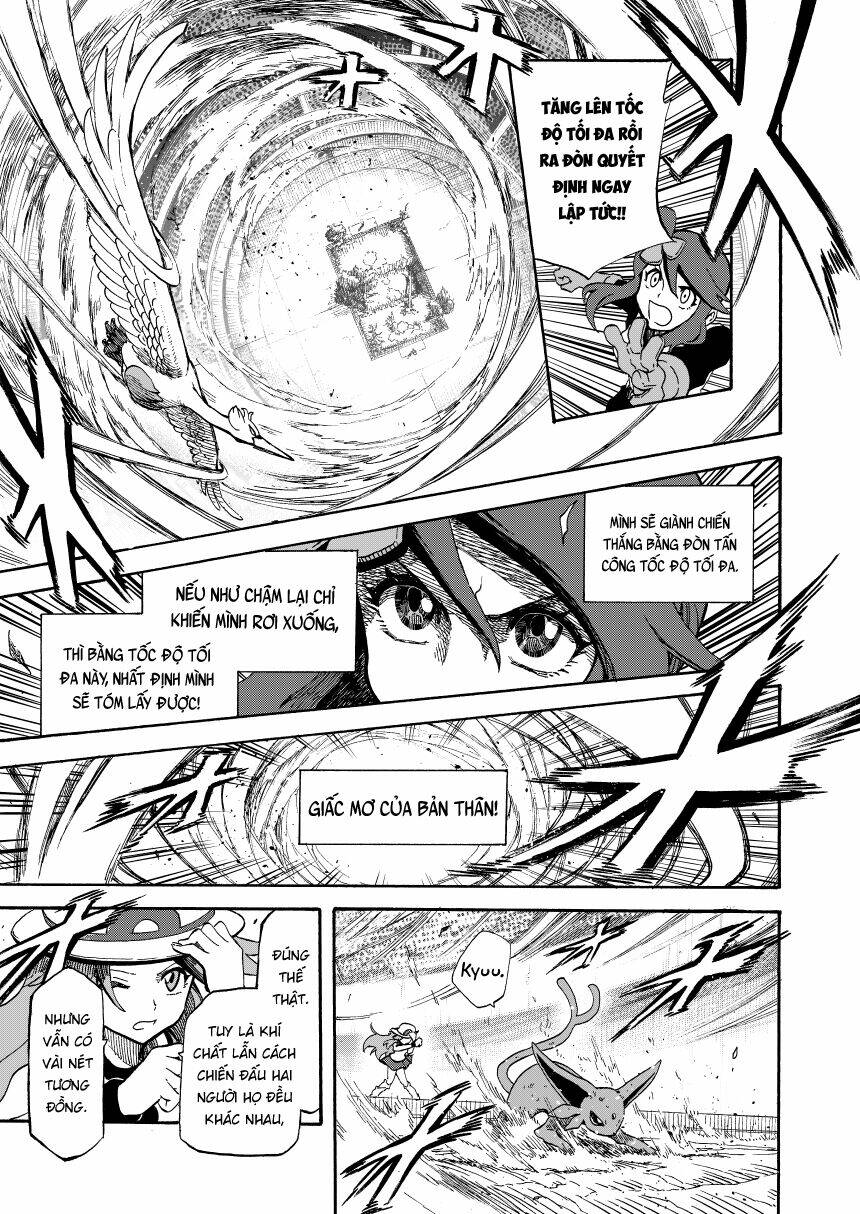 TĂNG LÊN TỐC
ĐỘ TỐI ĐA RỒI
RA ĐÒN QUYẾT
ĐỊNH NGAY
LẬP TỨC!!
MÌNH SẼ GIÀNH CHIẾN
THẮNG BẰNG ĐÒN TẤN
CÔNG TỐC ĐỘ TỐI ĐA.
NẾU NHƯ CHẬM LẠI CHỈ
KHIẾN MÌNH RƠI XUỐNG,
THÌ BẰNG TỐC ĐỘ TỐI
ĐA NÀY, NHẤT ĐỊNH MÌNH
SẼ TÓM LẤY ĐƯỢC!
GIẤC MƠ CỦA BẢN THÂN!
Kyuu.
ĐÚNG
THẾ
THẬT.
TUY LÀ KHÍ
CHẤT LẪN CÁCH
CHIẾN ĐẤU HAI
NGƯỜI HỌ ĐỀU
KHÁC NHAU,
NHƯNG
VẪN CÓ
VÀI NÉT
TƯƠNG
ĐỒNG.